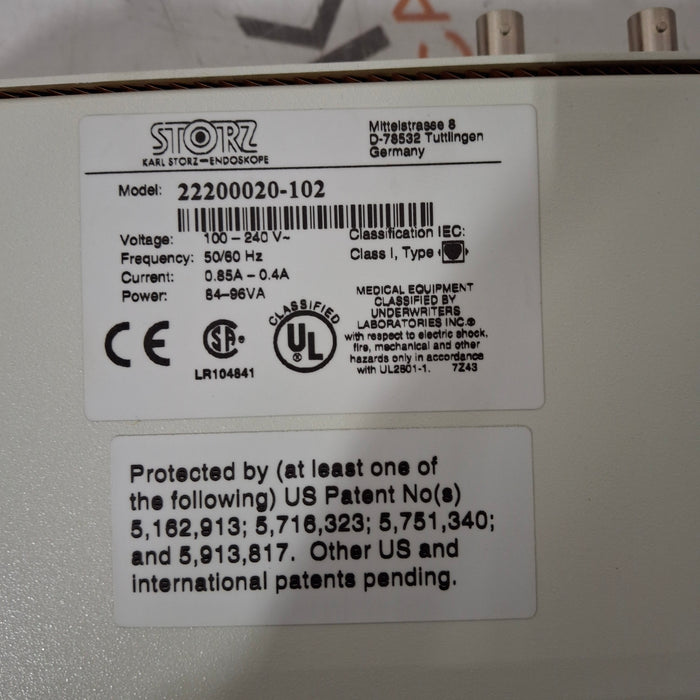 STORZ
KARL STORZ—ENDOSKOPE
Mittelstrasse 8
D-78532 Tuttlingen
Germany
Model: 22200020-102
Voltage: 100 – 240 V~
Frequency: 50/60 Hz
Current: 0.85A – 0.4A
Power: 84–96VA
Classification IEC:
Class I, Type
CE
SA®
LR104841
CLASSIFIED
UL®
MEDICAL EQUIPMENT
CLASSIFIED BY
UNDERWRITERS
LABORATORIES INC.®
with respect to electric shock,
fire, mechanical and other
hazards only in accordance
with UL2601-1. 7Z43
Protected by (at least one of
the following) US Patent No(s)
5,162,913; 5,716,323; 5,751,340;
and 5,913,817. Other US and
international patents pending.